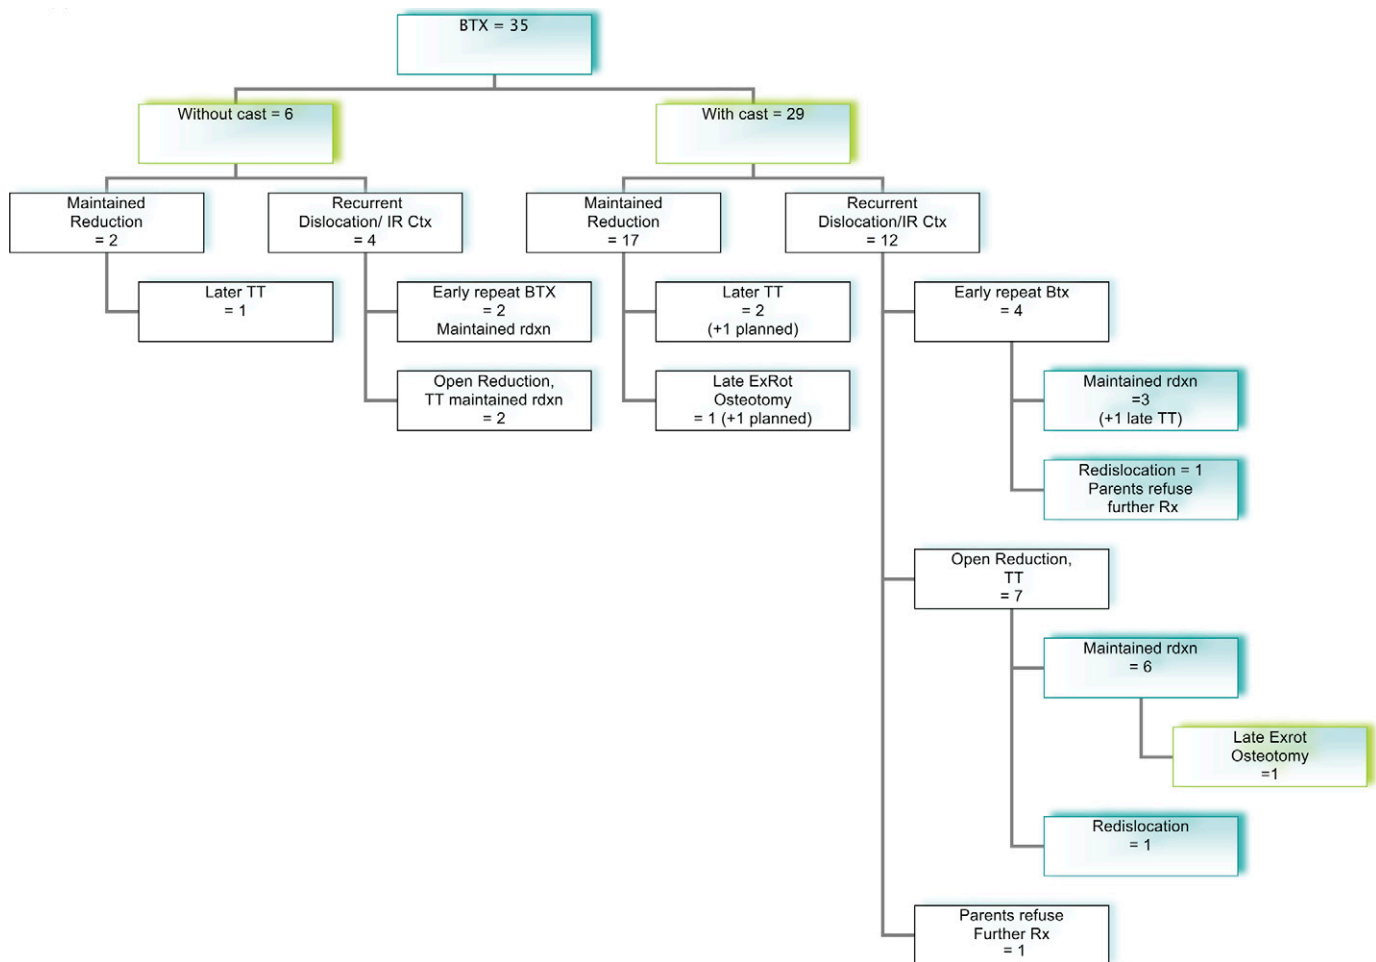 BTX = 35
Without cast = 6
With cast = 29
Maintained
Reduction
= 2
Recurrent
Dislocation/ IR Ctx
= 4
Maintained
Reduction
= 17
Recurrent
Dislocation/IR Ctx
= 12
Later TT
= 1
Early repeat BTX
= 2
Maintained rdxn
Later TT
= 2
(+1 planned)
Early repeat Btx
= 4
Open Reduction,
TT maintained rdxn
= 2
Late ExRot
Osteotomy
= 1 (+1 planned)
Maintained rdxn
=3
(+1 late TT)
Redislocation = 1
Parents refuse
further Rx
Open Reduction,
TT
= 7
Maintained rdxn
= 6
Late Exrot
Osteotomy
=1
Redislocation
= 1
Parents refuse
Further Rx
= 1